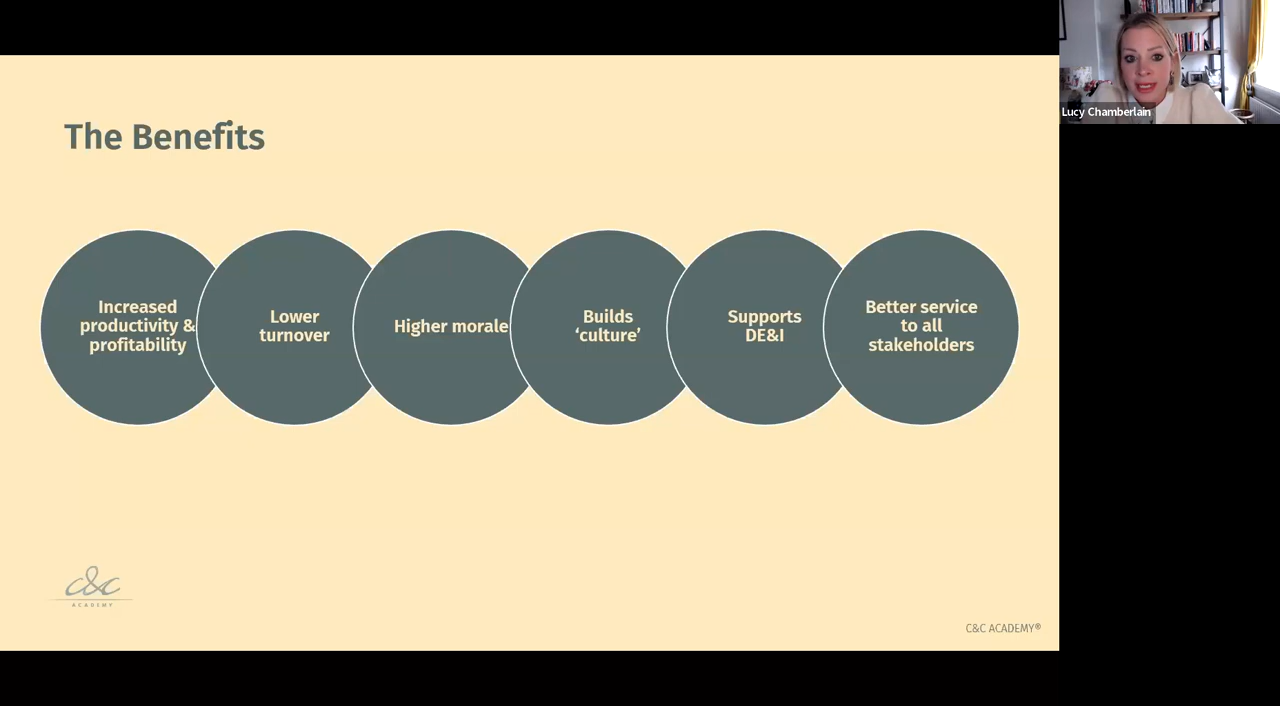 The Benefits
Increased
productivity &
profitability
Lower
turnover
Higher morale
Builds
‘culture’
Supports
DE&I
Better service
to all
stakeholders
c&c
ACADEMY
C&C ACADEMY®
Lucy Chamberlain